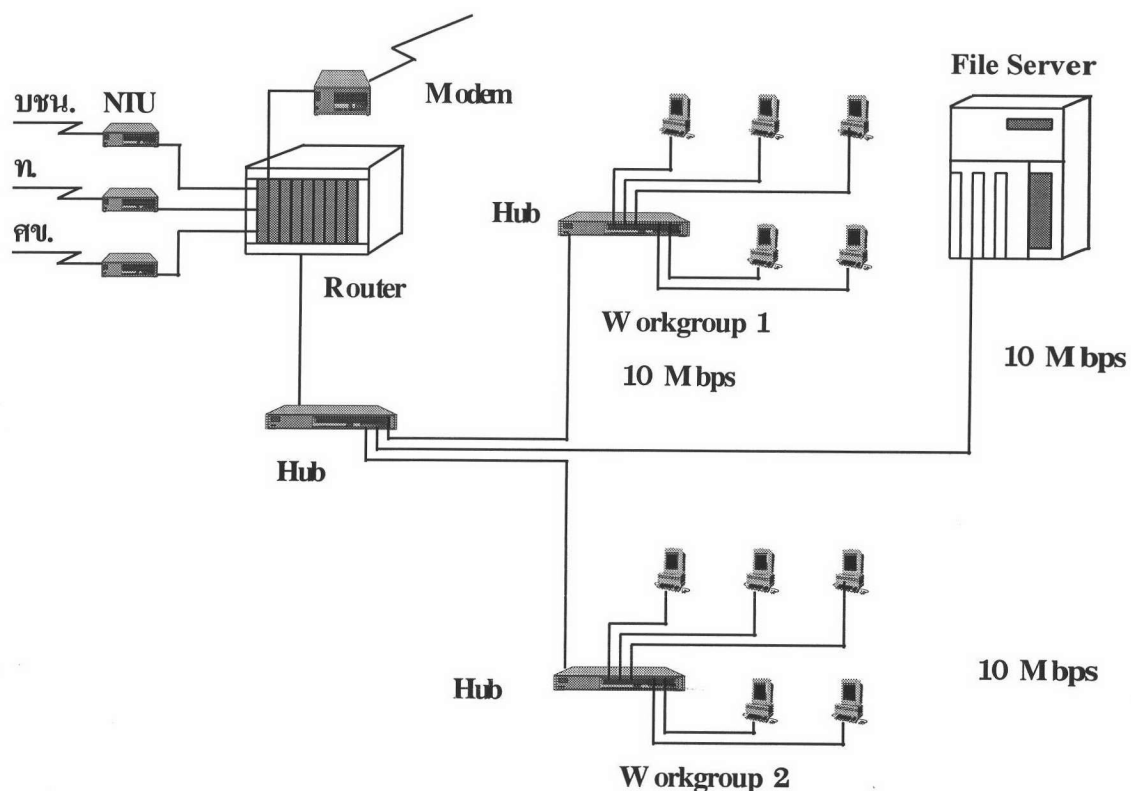 File Server
Modem
บชน. NTU
ท.
ศข.
Hub
Router
Workgroup 1
10 Mbps
10 Mbps
Hub
10 Mbps
Hub
Workgroup 2